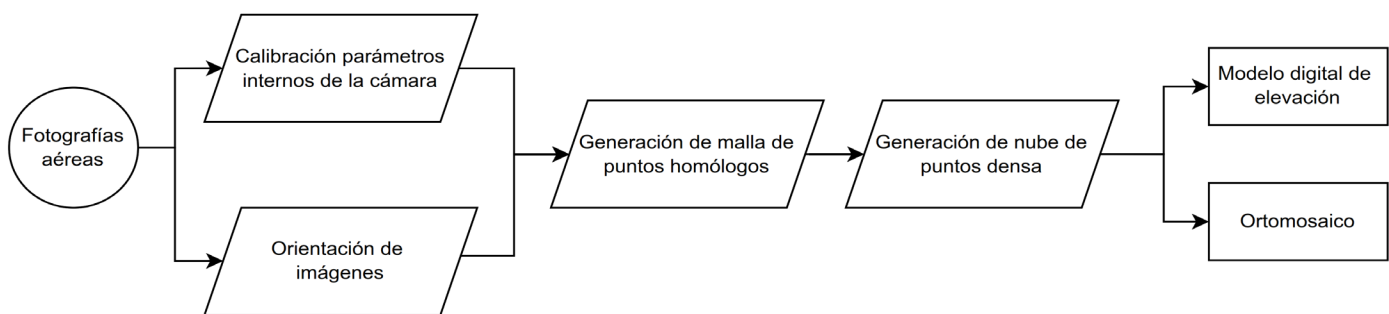 Fotografías
aéreas
Calibración parámetros
internos de la cámara
Orientación de
imágenes
Generación de malla de
puntos homólogos
Generación de nube de
puntos densa
Modelo digital de
elevación
Ortomosaico